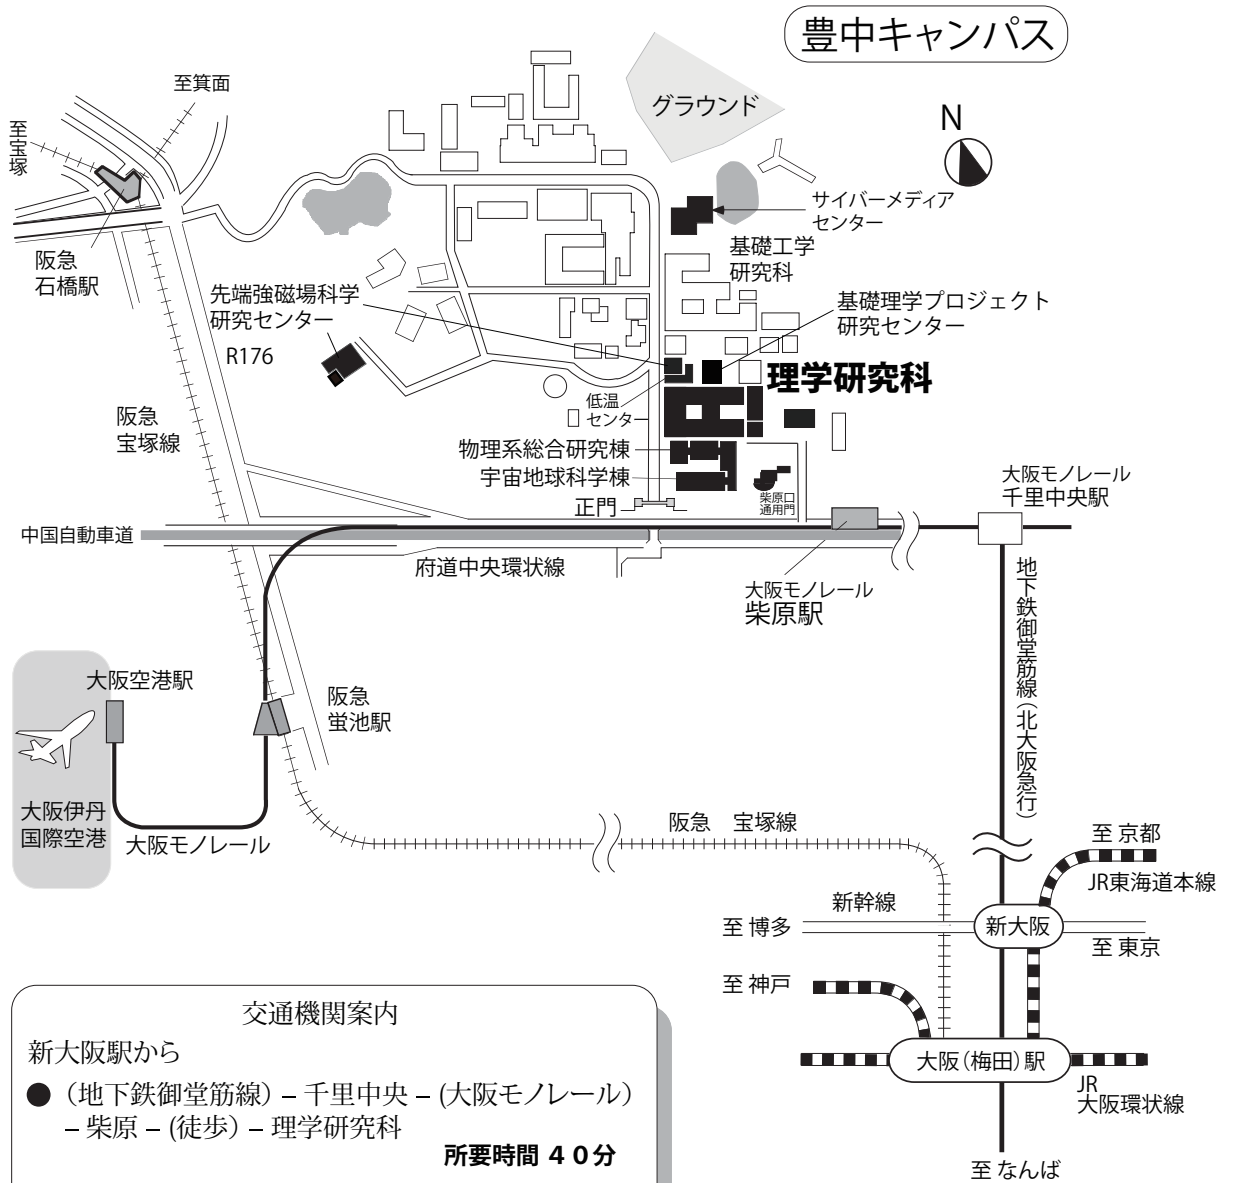 豊中キャンパス
至箕面
至宝塚
グラウンド
N
サイバーメディア
センター
阪急
石橋駅
基礎工学
研究科
先端強磁場科学
研究センター
基礎理学プロジェクト
研究センター
R176
理学研究科
低温
センター
阪急
宝塚線
物理系総合研究棟
宇宙地球科学棟
大阪モノレール
千里中央駅
正門
柴原口
通用門
中国自動車道
府道中央環状線
大阪モノレール
柴原駅
地下鉄御堂筋線(北大阪急行)
大阪空港駅
阪急
蛍池駅
大阪伊丹
国際空港
大阪モノレール
阪急 宝塚線
至 京都
JR東海道本線
新幹線
至 博多
新大阪
至 東京
至 神戸
大阪(梅田)駅
JR
大阪環状線
至 なんば
交通機関案内
新大阪駅から
●（地下鉄御堂筋線）– 千里中央 – (大阪モノレール）
– 柴原 – (徒歩）– 理学研究科
所要時間 ４０分